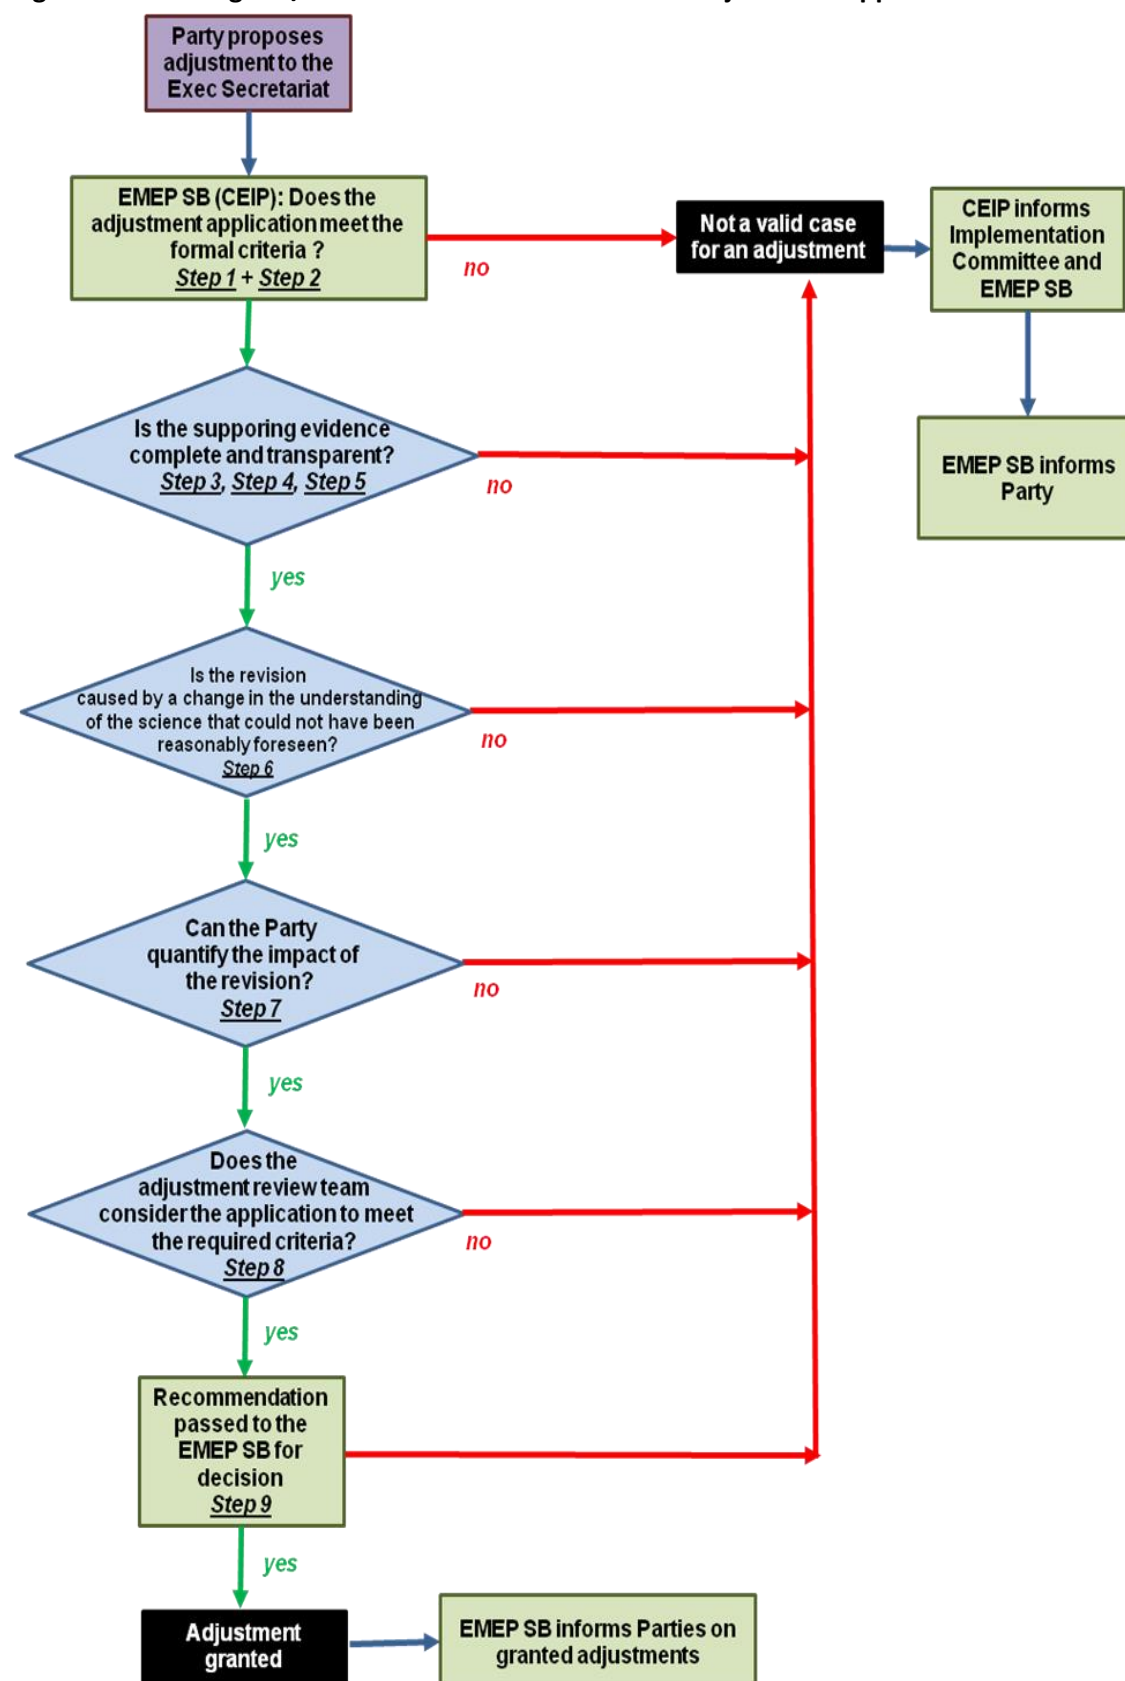 Party proposes
adjustment to the
Exec Secretariat
EMEP SB (CEIP): Does the
adjustment application meet the
formal criteria ?
Step 1 + Step 2
no
Not a valid case
for an adjustment
CEIP informs
Implementation
Committee and
EMEP SB
EMEP SB informs
Party
Is the supporing evidence
complete and transparent?
Step 3, Step 4, Step 5
no
yes
Is the revision
caused by a change in the understanding
of the science that could not have been
reasonably foreseen?
Step 6
no
yes
Can the Party
quantify the impact of
the revision?
Step 7
no
yes
Does the
adjustment review team
consider the application to meet
the required criteria?
Step 8
no
yes
Recommendation
passed to the
EMEP SB for
decision
Step 9
yes
Adjustment
granted
EMEP SB informs Parties on
granted adjustments